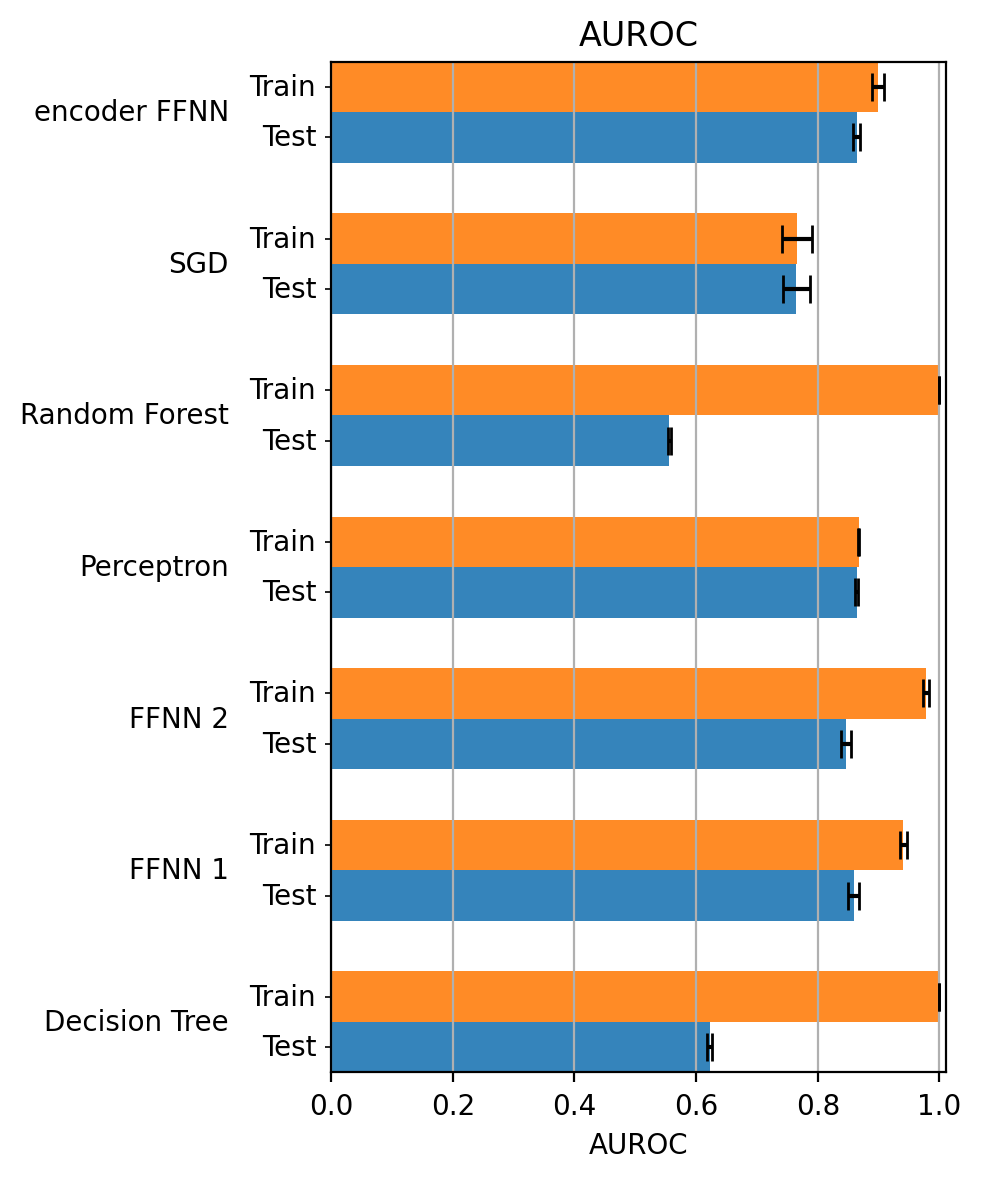 AUROC
encoder FFNN
Train
Test
SGD
Train
Test
Random Forest
Train
Test
Perceptron
Train
Test
FFNN 2
Train
Test
FFNN 1
Train
Test
Decision Tree
Train
Test
0.0 0.2 0.4 0.6 0.8 1.0
AUROC